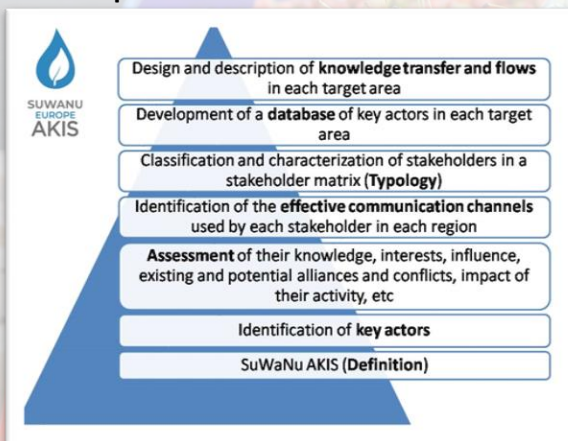 SUWANU
EUROPE
AKIS
Design and description of knowledge transfer and flows
in each target area
Development of a database of key actors in each target
area
Classification and characterization of stakeholders in a
stakeholder matrix (Typology)
Identification of the effective communication channels
used by each stakeholder in each region
Assessment of their knowledge, interests, influence,
existing and potential alliances and conflicts, impact of
their activity, etc
Identification of key actors
SuWaNu AKIS (Definition)